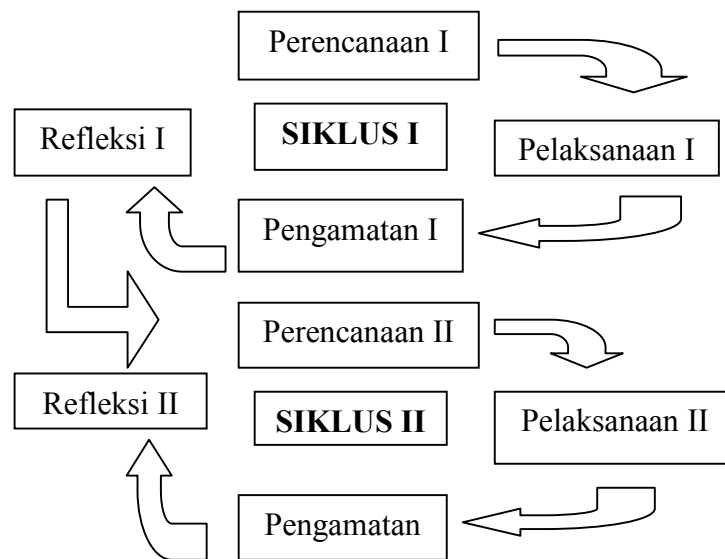 Perencanaan I
Refleksi I
SIKLUS I
Pelaksanaan I
Pengamatan I
Perencanaan II
Refleksi II
SIKLUS II
Pelaksanaan II
Pengamatan